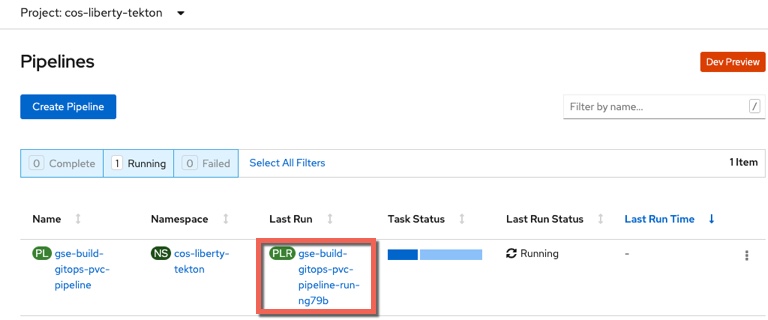 Project: cos-liberty-tekton
Pipelines
Dev Preview
Create Pipeline
Filter by name...
/
0 Complete 1 Running 0 Failed Select All Filters 1 Item
Name Namespace Last Run Task Status Last Run Status Last Run Time
PL gse-build-gitops-pvc-pipeline
NS cos-liberty-tekton
PLR gse-build-gitops-pvc-pipeline-run-ng79b
Running
-